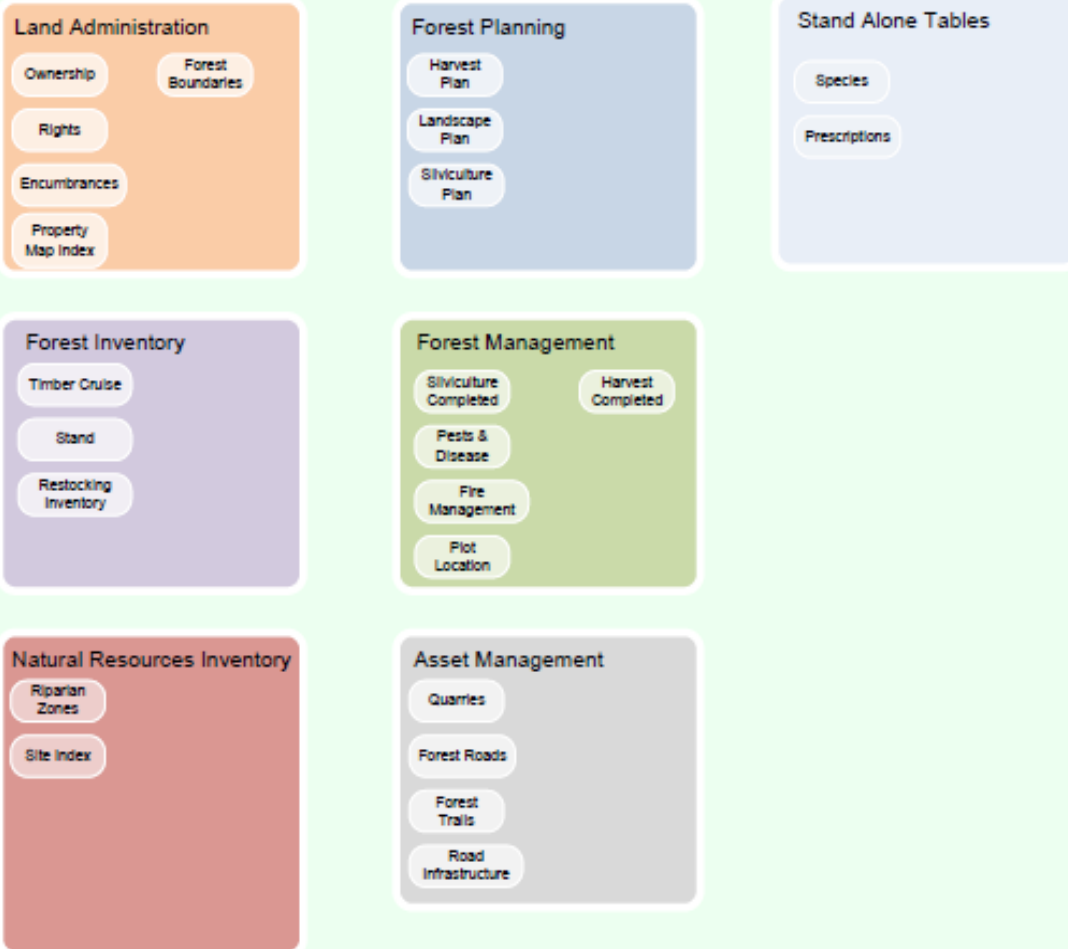 Land Administration
Ownership
Forest
Boundaries
Rights
Encumbrances
Property
Map Index
Forest Planning
Harvest
Plan
Landscape
Plan
Silviculture
Plan
Stand Alone Tables
Species
Prescriptions
Forest Inventory
Timber Cruise
Stand
Restocking
Inventory
Forest Management
Silviculture
Completed
Harvest
Completed
Pests &
Disease
Fire
Management
Plot
Location
Natural Resources Inventory
Riparian
Zones
Site Index
Asset Management
Quarries
Forest Roads
Forest
Trails
Road
Infrastructure